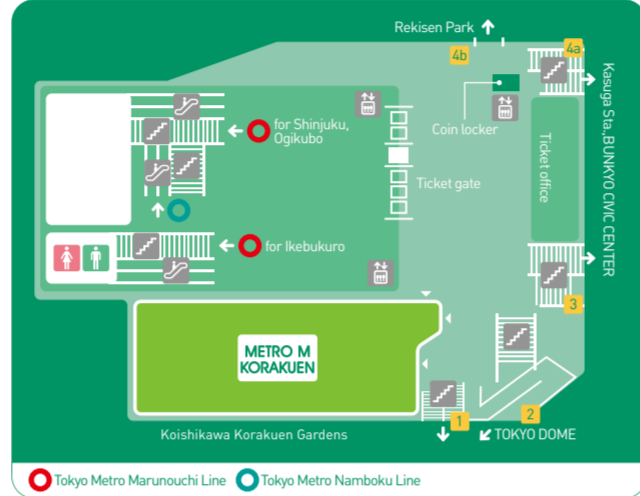 Rekisen Park
4b
4a
Kasuga Sta.,BUNKYO CIVIC CENTER
for Shinjuku,
Ogikubo
Coin locker
Ticket office
Ticket gate
for Ikebukuro
3
METRO M
KORAKUEN
1
2
Koishikawa Korakuen Gardens
TOKYO DOME
Tokyo Metro Marunouchi Line
Tokyo Metro Namboku Line